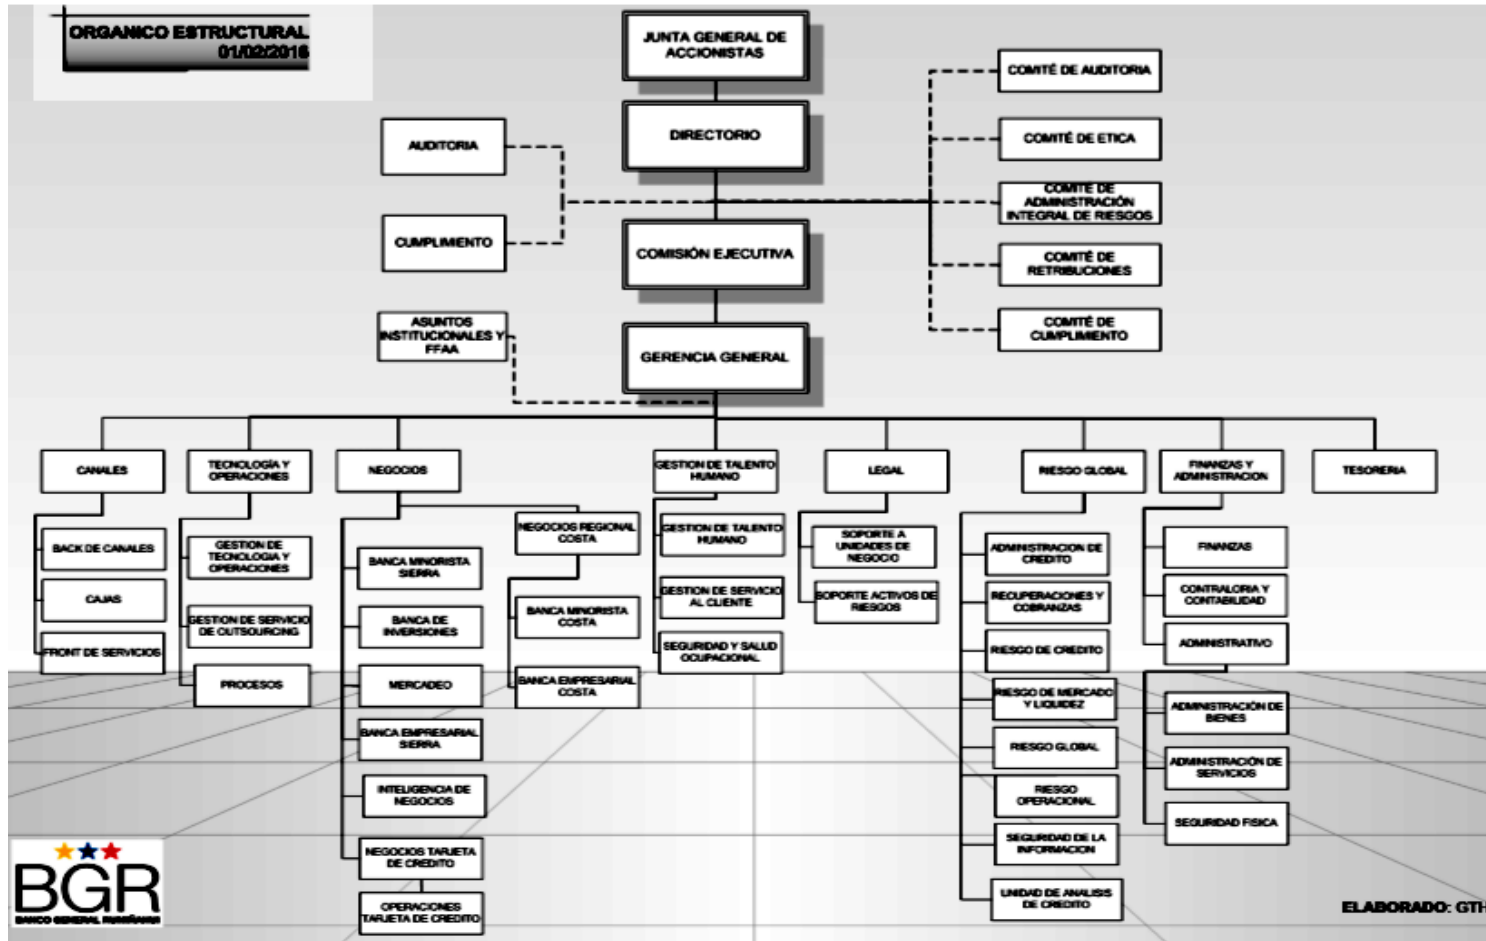 ORGANICO ESTRUCTURAL
01/02/2016
JUNTA GENERAL DE
ACCIONISTAS
DIRECTORIO
COMISIÓN EJECUTIVA
GERENCIA GENERAL
AUDITORIA
CUMPLIMIENTO
ASUNTOS
INSTITUCIONALES Y
FFAA
COMITÉ DE AUDITORIA
COMITÉ DE ETICA
COMITÉ DE
ADMINISTRACIÓN
INTEGRAL DE RIESGOS
COMITÉ DE
RETRIBUCIONES
COMITÉ DE
CUMPLIMIENTO
CANALES
BACK DE CANALES
CAJAS
FRONT DE SERVICIOS
TECNOLOGÍA Y
OPERACIONES
GESTION DE
TECNOLOGIA Y
OPERACIONES
GESTION DE SERVICIO
DE OUTSOURCING
PROCESOS
NEGOCIOS
BANCA MINORISTA
SIERRA
BANCA DE
INVERSIONES
MERCADEO
BANCA EMPRESARIAL
SIERRA
INTELIGENCIA DE
NEGOCIOS
NEGOCIOS TARJETA
DE CREDITO
OPERACIONES
TARJETA DE CREDITO
NEGOCIOS REGIONAL
COSTA
BANCA MINORISTA
COSTA
BANCA EMPRESARIAL
COSTA
GESTION DE TALENTO
HUMANO
GESTION DE TALENTO
HUMANO
GESTION DE SERVICIO
AL CLIENTE
SEGURIDAD Y SALUD
OCUPACIONAL
LEGAL
SOPORTE A
UNIDADES DE
NEGOCIO
SOPORTE ACTIVOS DE
RIESGOS
RIESGO GLOBAL
ADMINISTRACION DE
CREDITO
RECUPERACIONES Y
COBRANZAS
RIESGO DE CREDITO
RIESGO DE MERCADO
Y LIQUIDEZ
RIESGO GLOBAL
RIESGO
OPERACIONAL
SEGURIDAD DE LA
INFORMACION
UNIDAD DE ANALISIS
DE CREDITO
FINANZAS Y
ADMINISTRACION
FINANZAS
CONTRALORIA Y
CONTABILIDAD
ADMINISTRATIVO
ADMINISTRACIÓN DE
BIENES
ADMINISTRACIÓN DE
SERVICIOS
SEGURIDAD FISICA
TESORERIA
BGR
BANCO GENERAL RUMIÑAHUI
ELABORADO: GTH